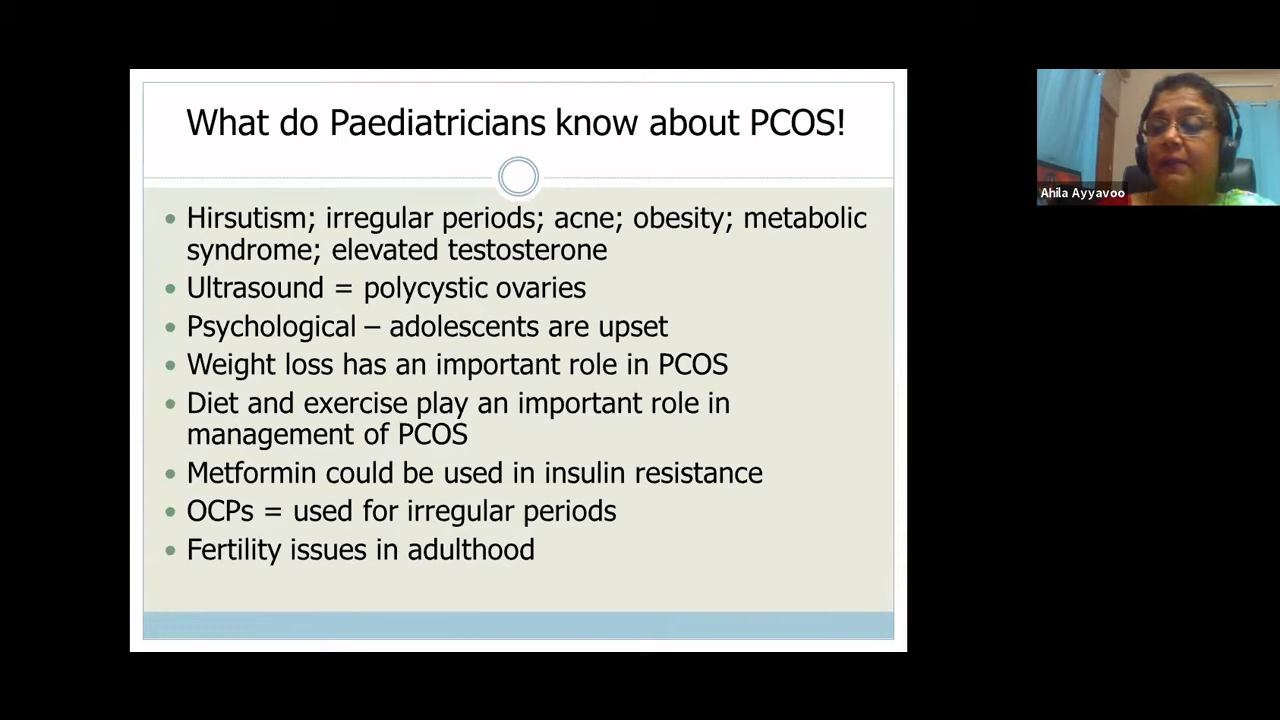 What do Paediatricians know about PCOS!
• Hirsutism; irregular periods; acne; obesity; metabolic
syndrome; elevated testosterone
• Ultrasound = polycystic ovaries
• Psychological – adolescents are upset
• Weight loss has an important role in PCOS
• Diet and exercise play an important role in
management of PCOS
• Metformin could be used in insulin resistance
• OCPs = used for irregular periods
• Fertility issues in adulthood
Ahila Ayyavoo